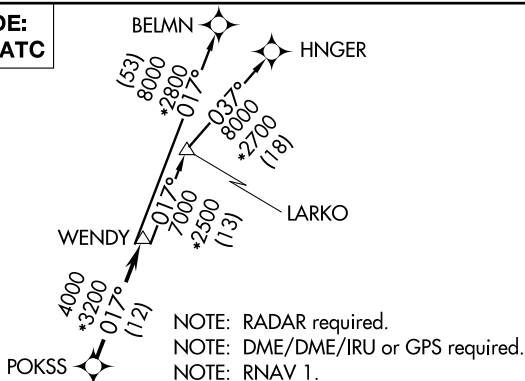 DE:
ATC
BELMN
HNGER
(53)
8000
*2800
017°
037°
8000
*2700
(18)
LARKO
017°
7000
*2500
(13)
WENDY
4000
*3200
017°
(12)
POKSS
NOTE: RADAR required.
NOTE: DME/DME/IRU or GPS required.
NOTE: RNAV 1.